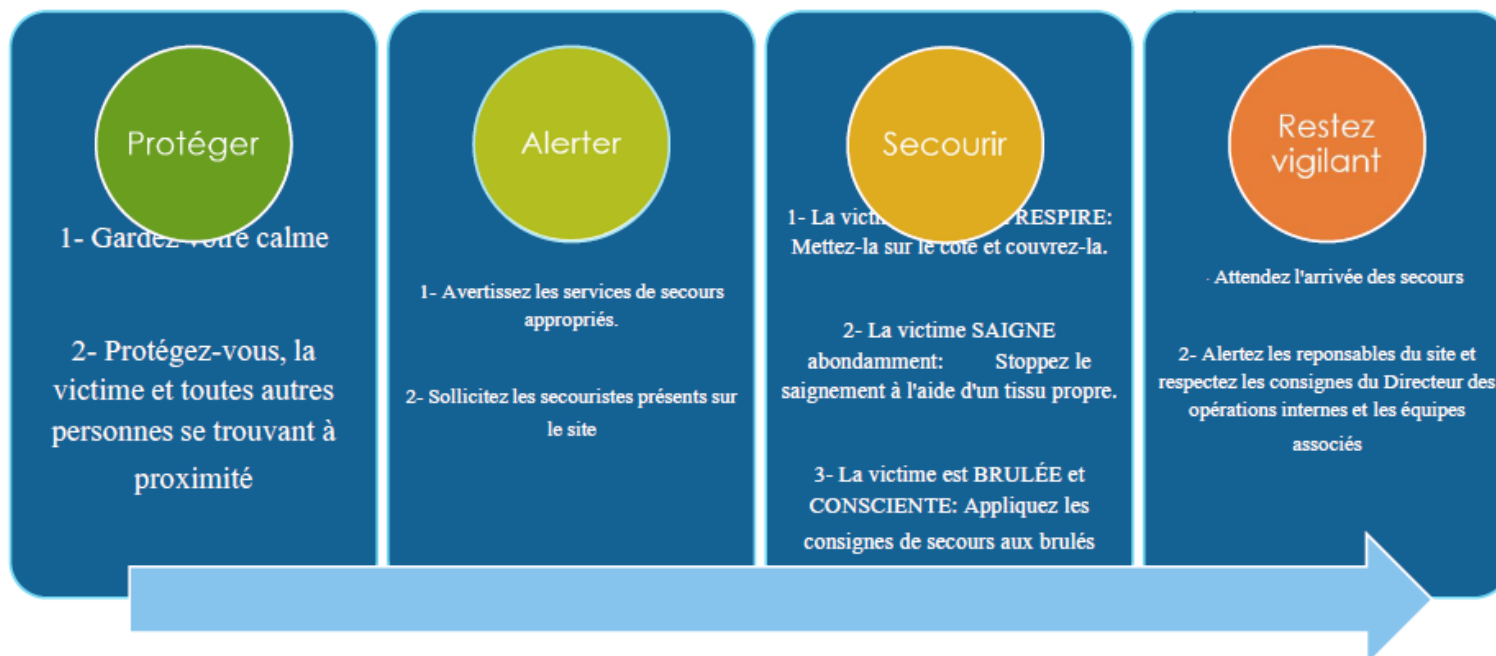 Protéger
1- Gardez votre calme
2- Protégez-vous, la
victime et toutes autres
personnes se trouvant à
proximité
Alerter
1- Avertissez les services de secours
appropriés.
2- Sollicitez les secouristes présents sur
le site
Secourir
1- La RESPIRE:
Mettez-la sur le coté et couvrez-la.
2- La victime SAIGNE
abondamment: Stoppez le
saignement à l'aide d'un tissu propre.
3- La victime est BRULÉE et
CONSCIENTE: Appliquez les
consignes de secours aux brulés
Restez
vigilant
- Attendez l'arrivée des secours
2- Alertez les reponsables du site et
respectez les consignes du Directeur des
opérations internes et les équipes
associés